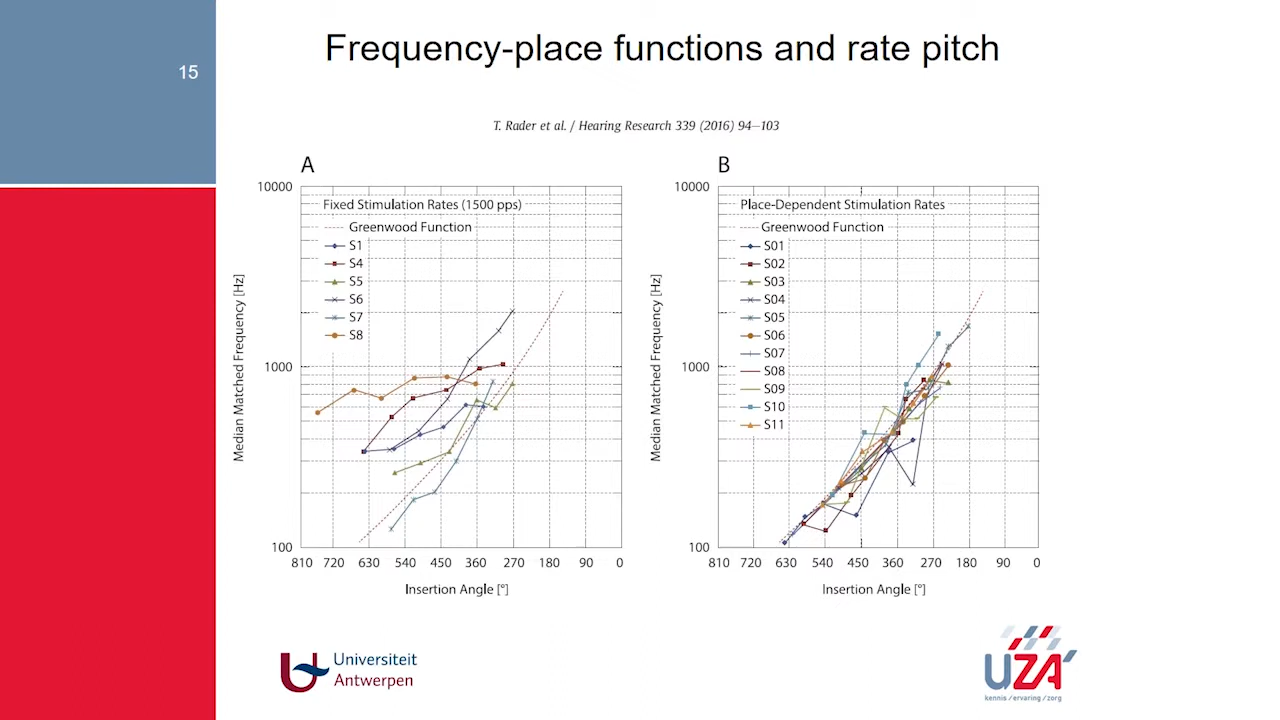 15
Frequency-place functions and rate pitch
T. Rader et al. / Hearing Research 339 (2016) 94–103
A
10000
1000
100
Median Matched Frequency [Hz]
Fixed Stimulation Rates (1500 pps)
Greenwood Function
S1
S4
S5
S6
S7
S8
810 720 630 540 450 360 270 180 90 0
Insertion Angle [°]
B
10000
1000
100
Median Matched Frequency [Hz]
Place-Dependent Stimulation Rates
Greenwood Function
S01
S02
S03
S04
S05
S06
S07
S08
S09
S10
S11
810 720 630 540 450 360 270 180 90 0
Insertion Angle [°]
Universiteit
Antwerpen
UZA
kennis / ervaring / zorg